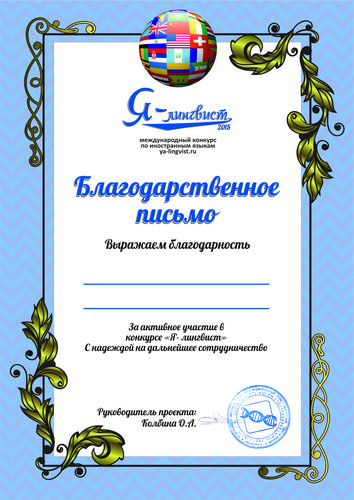 Я-лингвист
2015
международный конкурс
по иностранным языкам
ya-lingvist.ru
Благодарственное
письмо
Выражаем благодарность
За активное участие в
конкурсе «Я- лингвист»
С надеждой на дальнейшее сотрудничество
Руководитель проекта:
Колбина О.А.